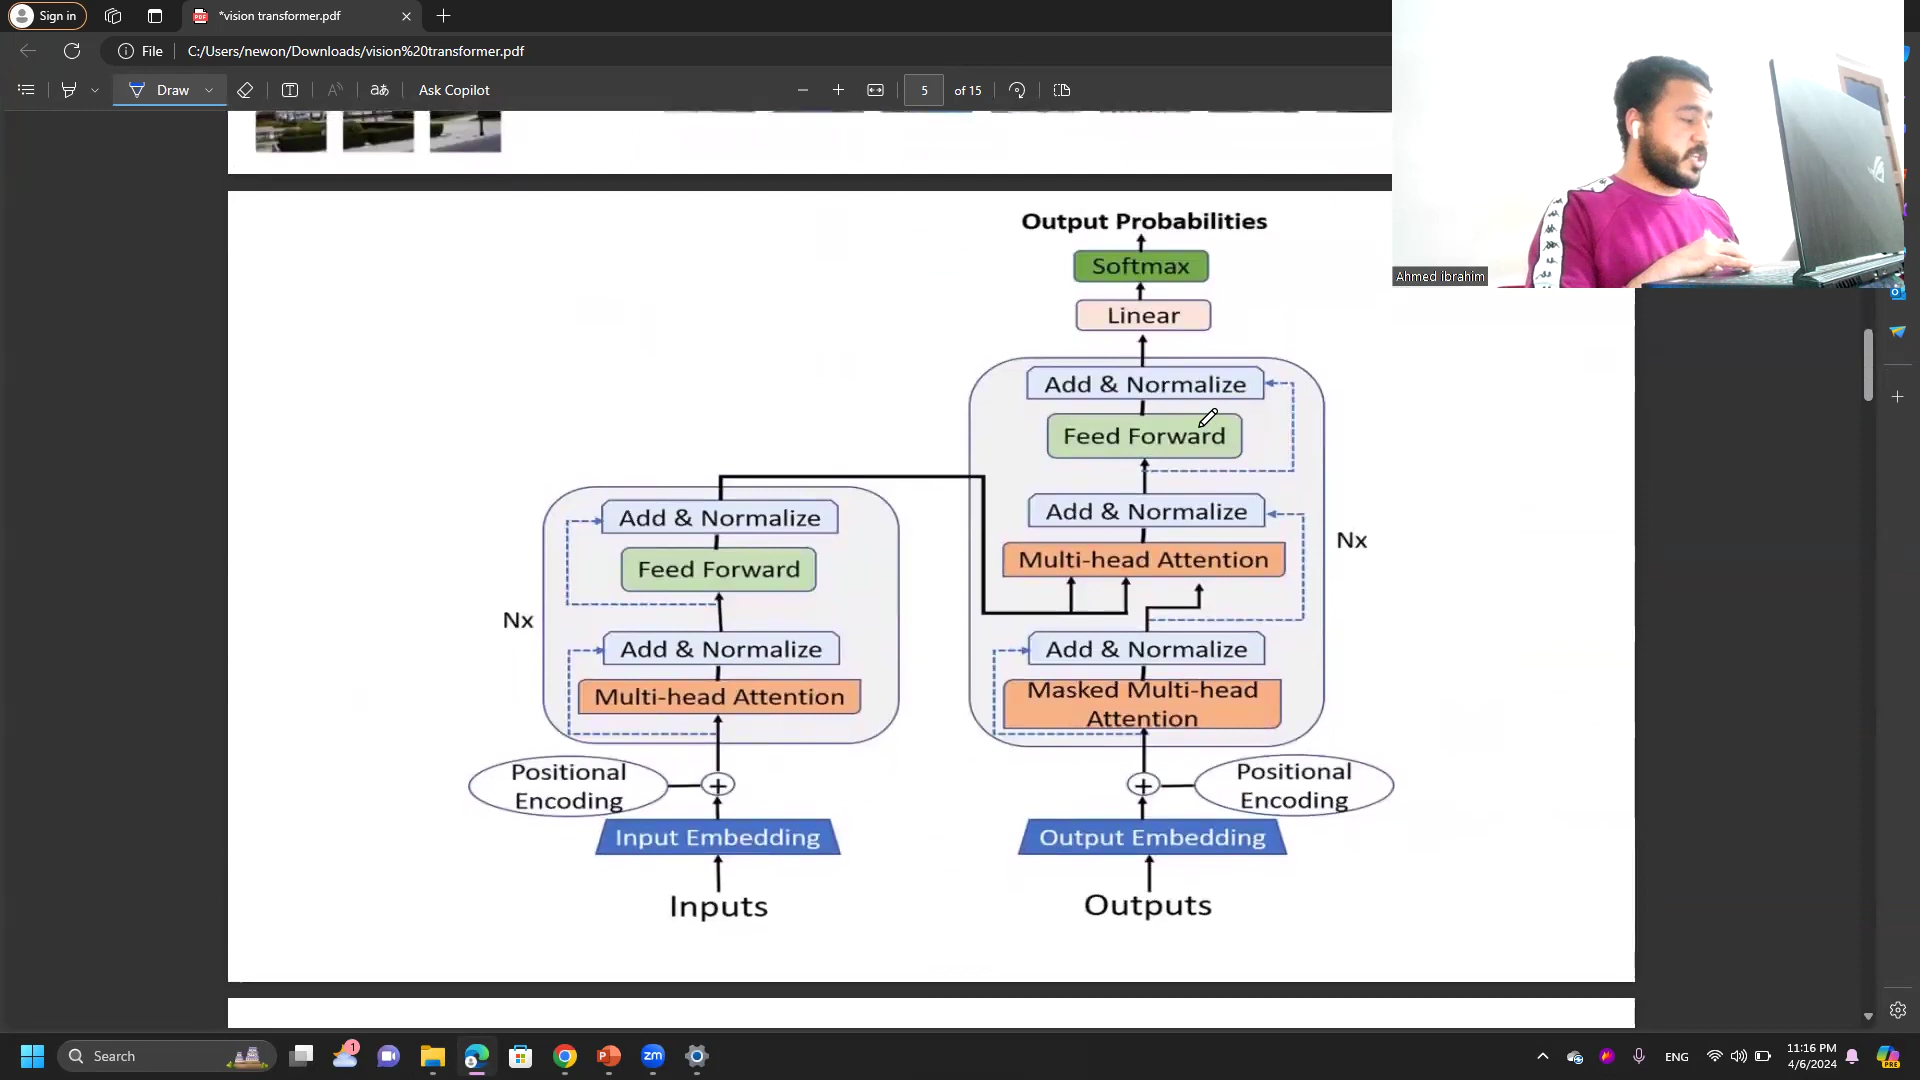 Sign in
*vision transformer.pdf
File
C:/Users/newon/Downloads/vision%20transformer.pdf
Draw
Ask Copilot
5
of 15
Ahmed ibrahim
Output Probabilities
Softmax
Linear
Add & Normalize
Feed Forward
Add & Normalize
Multi-head Attention
Add & Normalize
Masked Multi-head
Attention
Nx
Positional
Encoding
Output Embedding
Outputs
Add & Normalize
Feed Forward
Nx
Add & Normalize
Multi-head Attention
Positional
Encoding
Input Embedding
Inputs
Search
1
zm
ENG
11:16 PM
4/6/2024
PRE